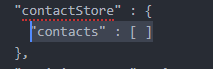 "contactStore" : {
"contacts" : [ ]
},